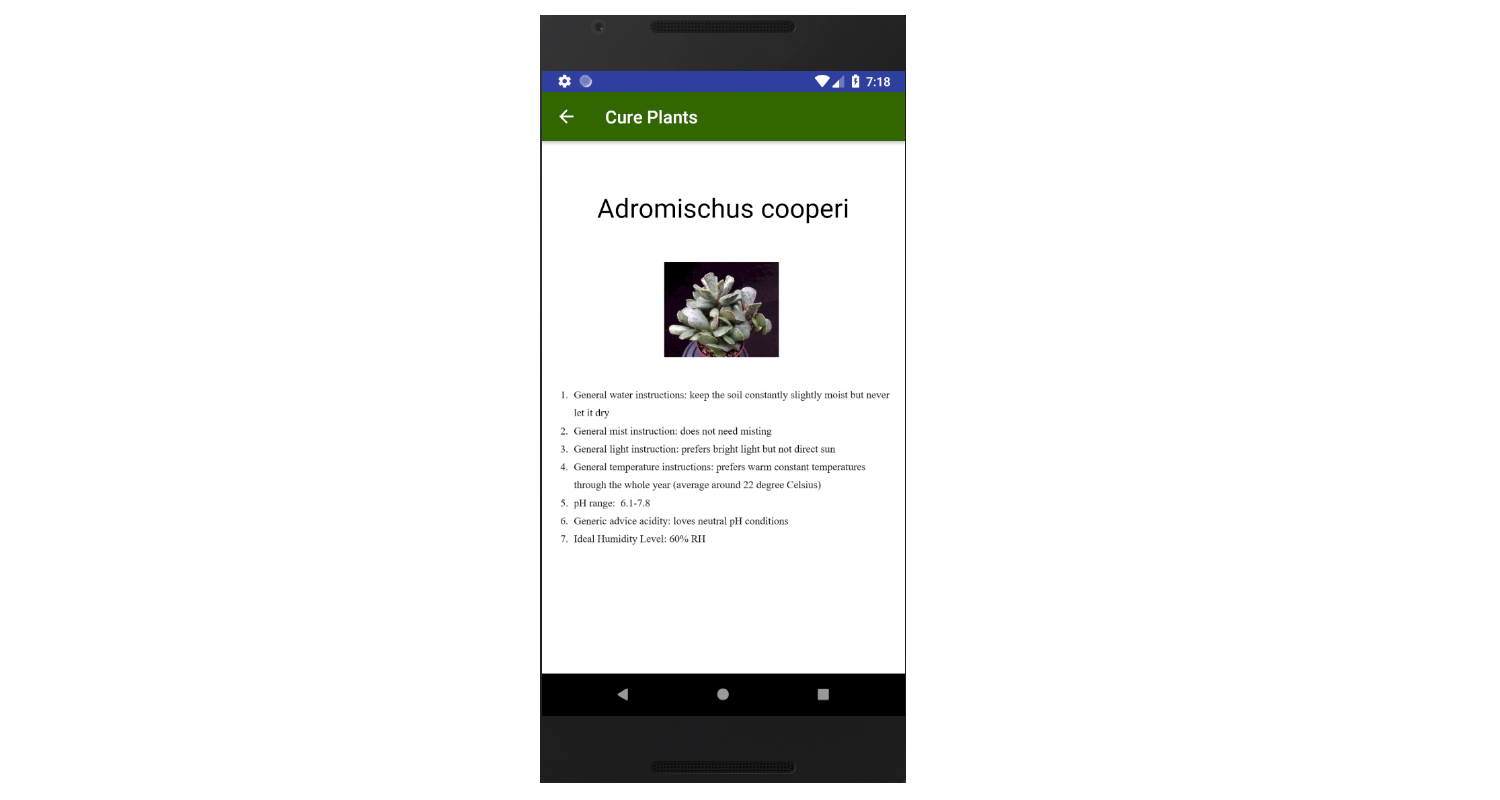 7:18
Cure Plants
Adromischus cooperi
1. General water instructions: keep the soil constantly slightly moist but never
let it dry
2. General mist instruction: does not need misting
3. General light instruction: prefers bright light but not direct sun
4. General temperature instructions: prefers warm constant temperatures
through the whole year (average around 22 degree Celsius)
5. pH range:  6.1-7.8
6. Generic advice acidity: loves neutral pH conditions
7. Ideal Humidity Level: 60% RH